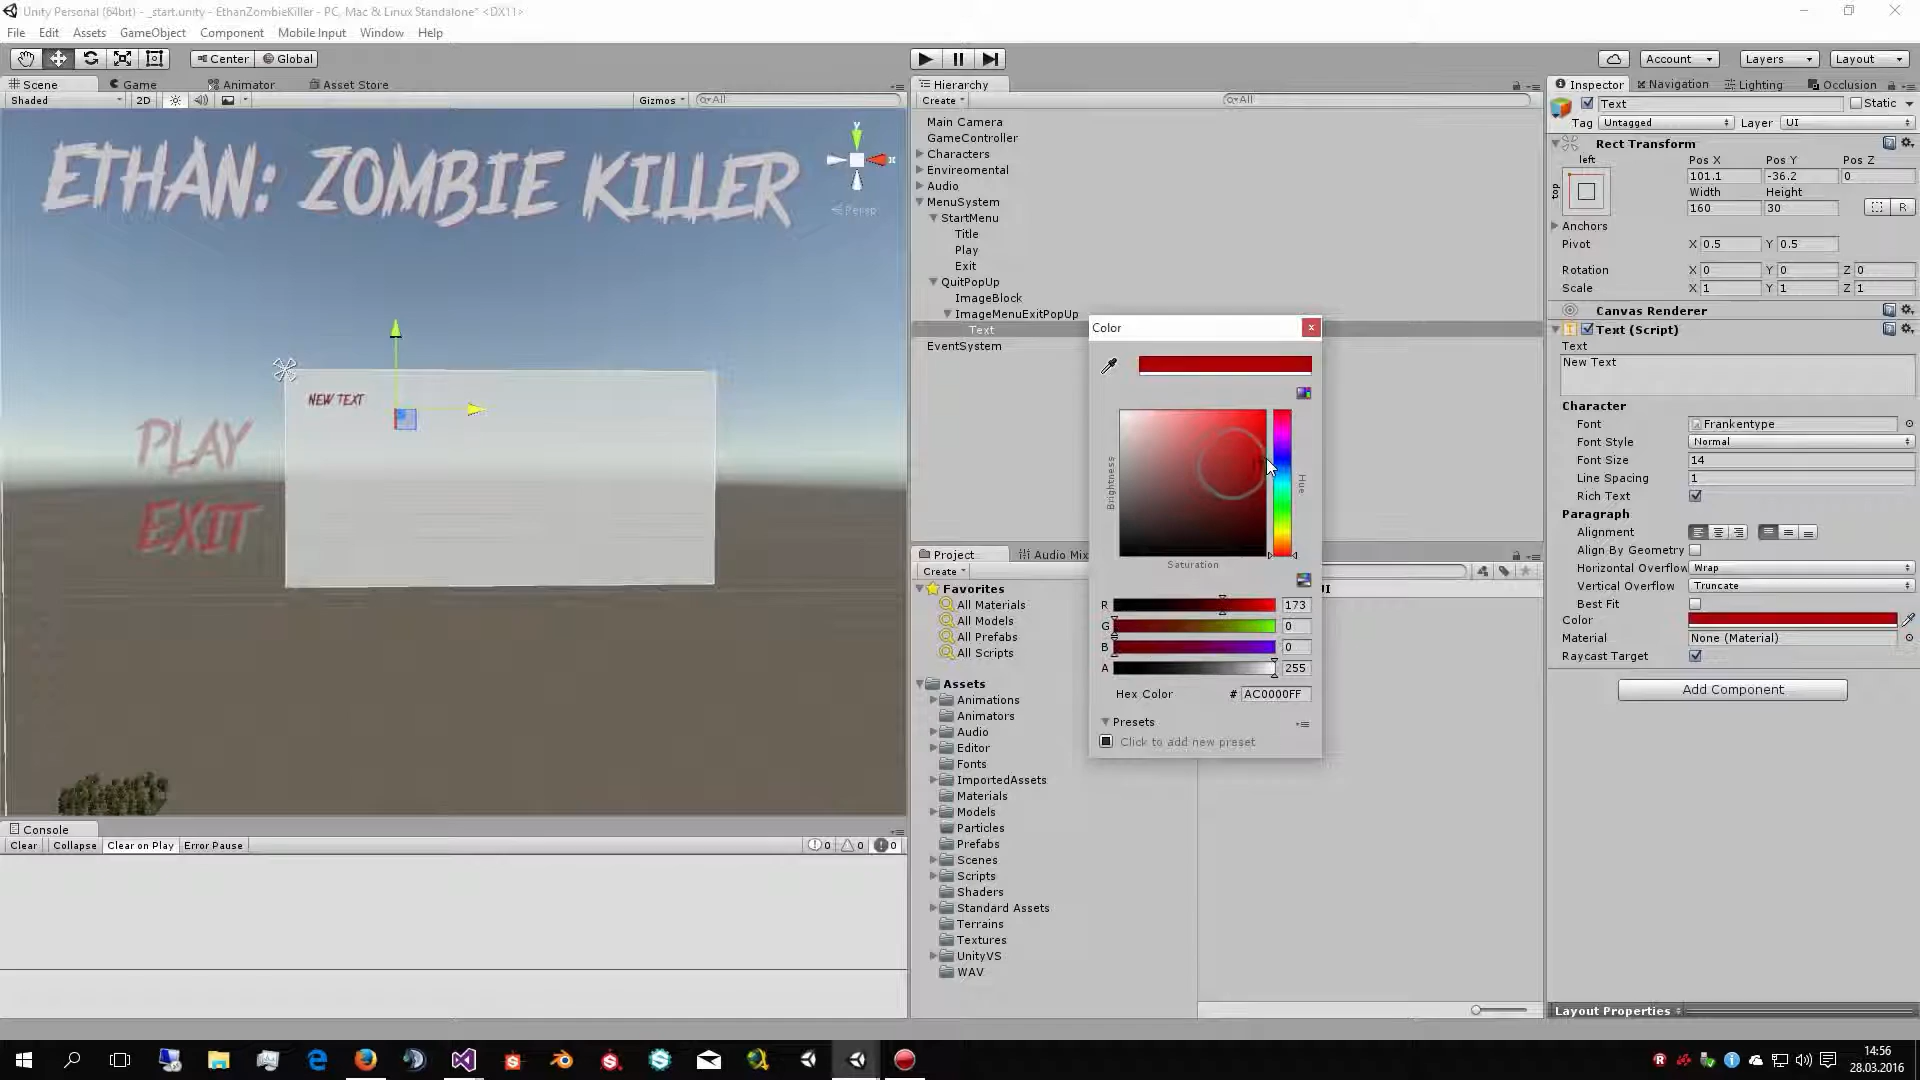 Unity Personal (64bit) - _start.unity - EthanZombieKiller - PC, Mac & Linux Standalone* <DX11>
File Edit Assets GameObject Component Mobile Input Window Help
Center Global Account Layers Layout
Scene Game Animator Asset Store
Shaded 2D Gizmos All
ETHAN: ZOMBIE KILLER
y
x
Persp
NEW TEXT
PLAY
EXIT
Console
Clear Collapse Clear on Play Error Pause 0 0 0
Hierarchy
Create All
Main Camera
GameController
Characters
Enviromental
Audio
MenuSystem
StartMenu
Title
Play
Exit
QuitPopUp
ImageBlock
ImageMenuExitPopUp
Text
EventSystem
Color
Brightness
Hue
Saturation
R 173
G 0
B 0
A 255
Hex Color # AC0000FF
Presets
Click to add new preset
Project Audio Mix
Create
Favorites
All Materials
All Models
All Prefabs
All Scripts
Assets
Animations
Animators
Audio
Editor
Fonts
ImportedAssets
Materials
Models
Particles
Prefabs
Scenes
Scripts
Shaders
Standard Assets
Terrains
Textures
UnityVS
WAV
Inspector Navigation Lighting Occlusion
Text Static
Tag Untagged Layer UI
Rect Transform
left
top
Pos X Pos Y Pos Z
101.1 -36.2 0
Width Height
160 30
R
Anchors
Pivot X 0.5 Y 0.5
Rotation X 0 Y 0 Z 0
Scale X 1 Y 1 Z 1
Canvas Renderer
Text (Script)
Text
New Text
Character
Font Frankentype
Font Style Normal
Font Size 14
Line Spacing 1
Rich Text
Paragraph
Alignment
Align By Geometry
Horizontal Overflow Wrap
Vertical Overflow Truncate
Best Fit
Color
Material None (Material)
Raycast Target
Add Component
Layout Properties
14:56
28.03.2016